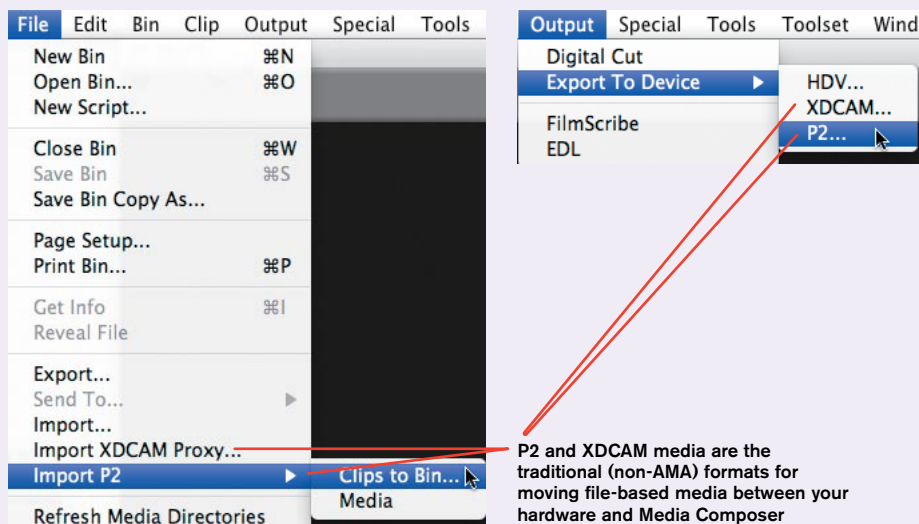 File Edit Bin Clip Output Special Tools
New Bin ⌘N
Open Bin... ⌘O
New Script...
Close Bin ⌘W
Save Bin ⌘S
Save Bin Copy As...
Page Setup...
Print Bin... ⌘P
Get Info ⌘I
Reveal File
Export...
Send To...
Import...
Import XDCAM Proxy...
Import P2
Clips to Bin...
Media
Refresh Media Directories
Output Special Tools Toolset Wind
Digital Cut
Export To Device
HDV...
XDCAM...
P2...
FilmScribe
EDL
P2 and XDCAM media are the
traditional (non-AMA) formats for
moving file-based media between your
hardware and Media Composer